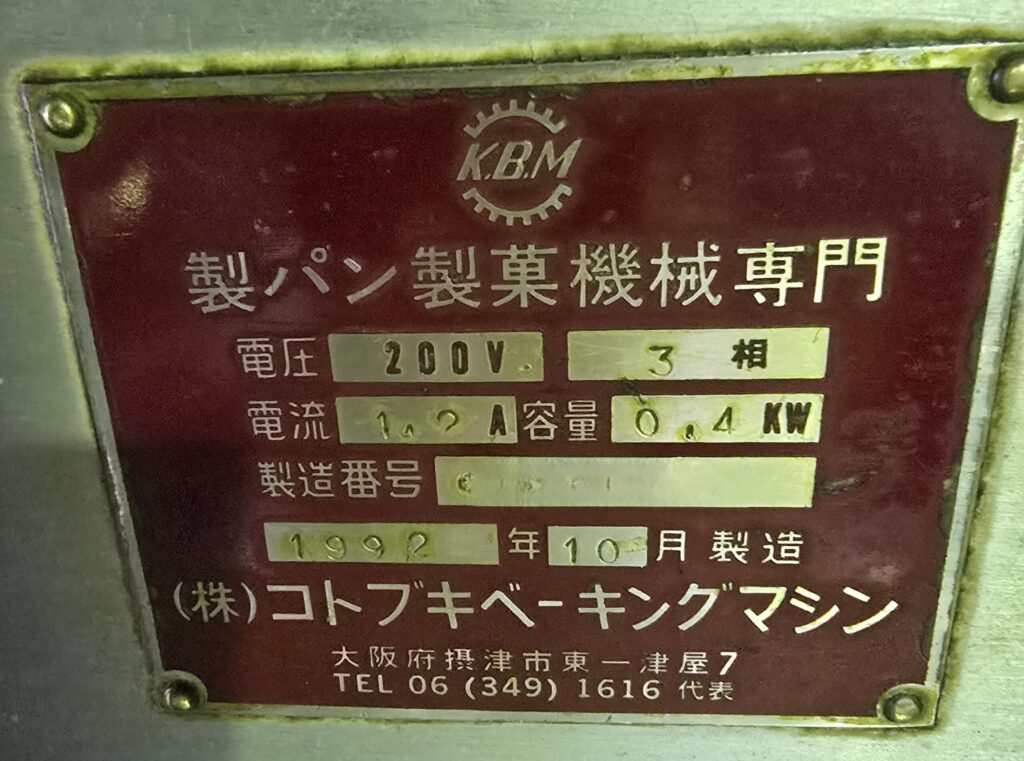 K.B.M
製パン製菓機械専門
電圧 200V. 3 相
電流 1.2 A 容量 0.4 KW
製造番号
1992 年 10 月 製造
(株)コトブキベーキングマシン
大阪府摂津市東一津屋7
TEL 06 (349) 1616 代表